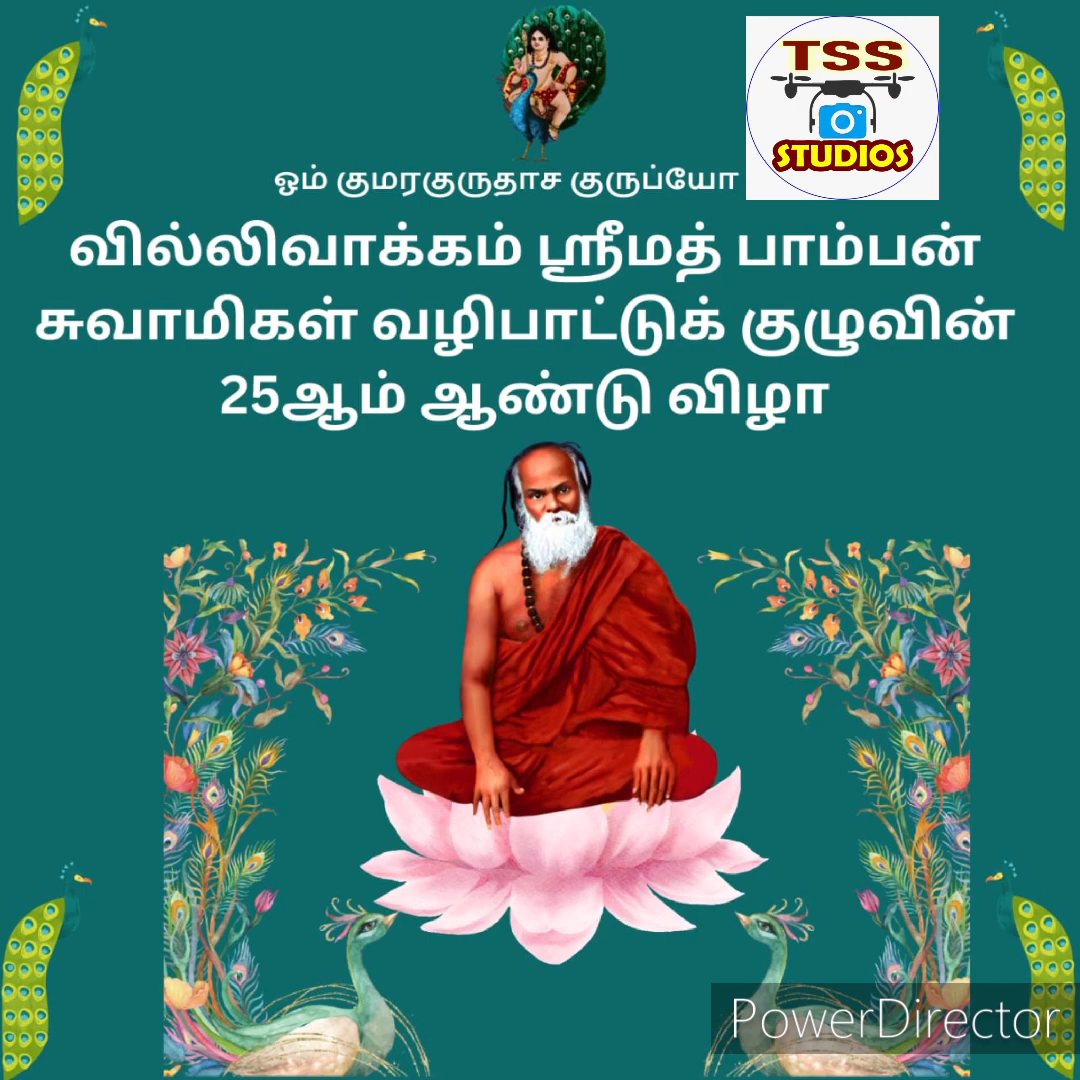 TSS
STUDIOS
ஓம் குமரகுருதாச குருப்யோ
வில்லிவாக்கம் ஸ்ரீமத் பாம்பன்
சுவாமிகள் வழிபாட்டுக் குழுவின்
25ஆம் ஆண்டு விழா
PowerDirector